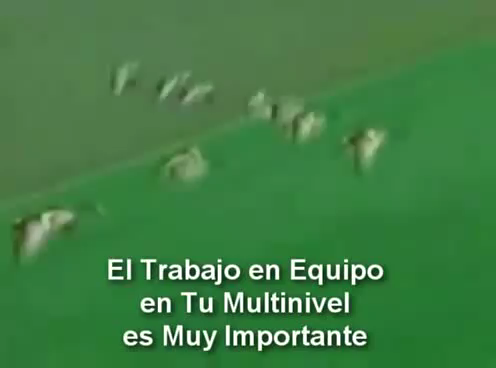 El Trabajo en Equipo
en Tu Multinivel
es Muy Importante